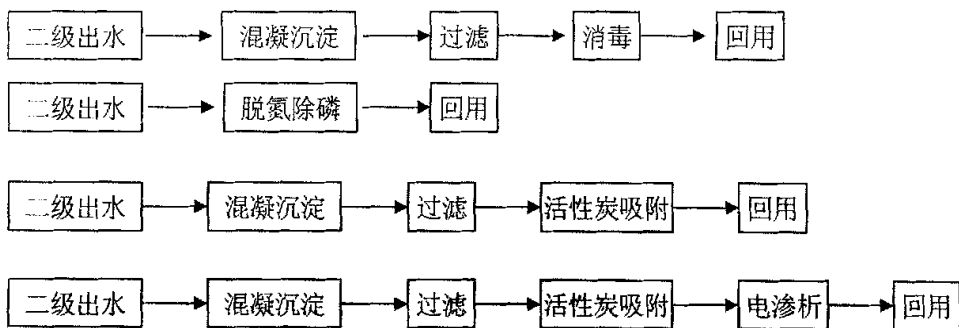 二级出水 混凝沉淀 过滤 消毒 回用
二级出水 脱氮除磷 回用
二级出水 混凝沉淀 过滤 活性炭吸附 回用
二级出水 混凝沉淀 过滤 活性炭吸附 电渗析 回用